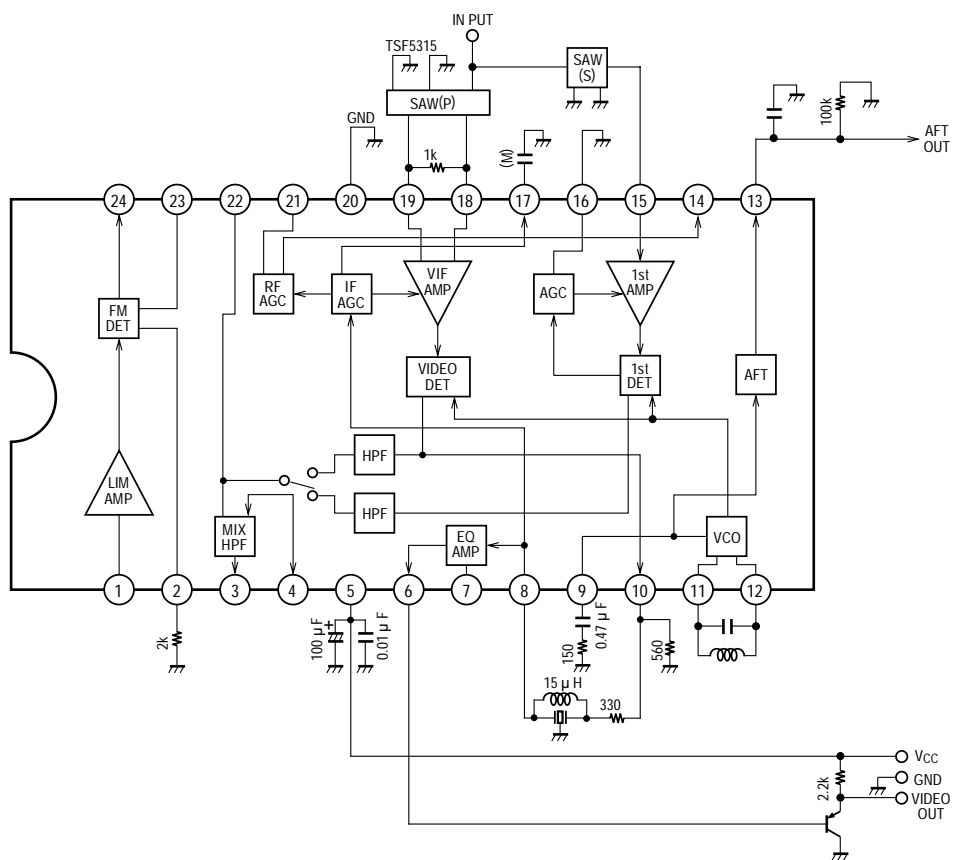 IN PUT
TSF5315
SAW
(S)
SAW(P)
GND
1k
(M)
100k
AFT
OUT
24
23
22
21
20
19
18
17
16
15
14
13
RF
AGC
IF
AGC
VIF
AMP
AGC
1st
AMP
FM
DET
VIDEO
DET
1st
DET
AFT
HPF
LIM
AMP
HPF
MIX
HPF
EQ
AMP
VCO
1
2
3
4
5
6
7
8
9
10
11
12
2k
100 µF
+
0.01 µF
150
0.47 µF
560
15 µH
330
VCC
2.2k
GND
VIDEO
OUT